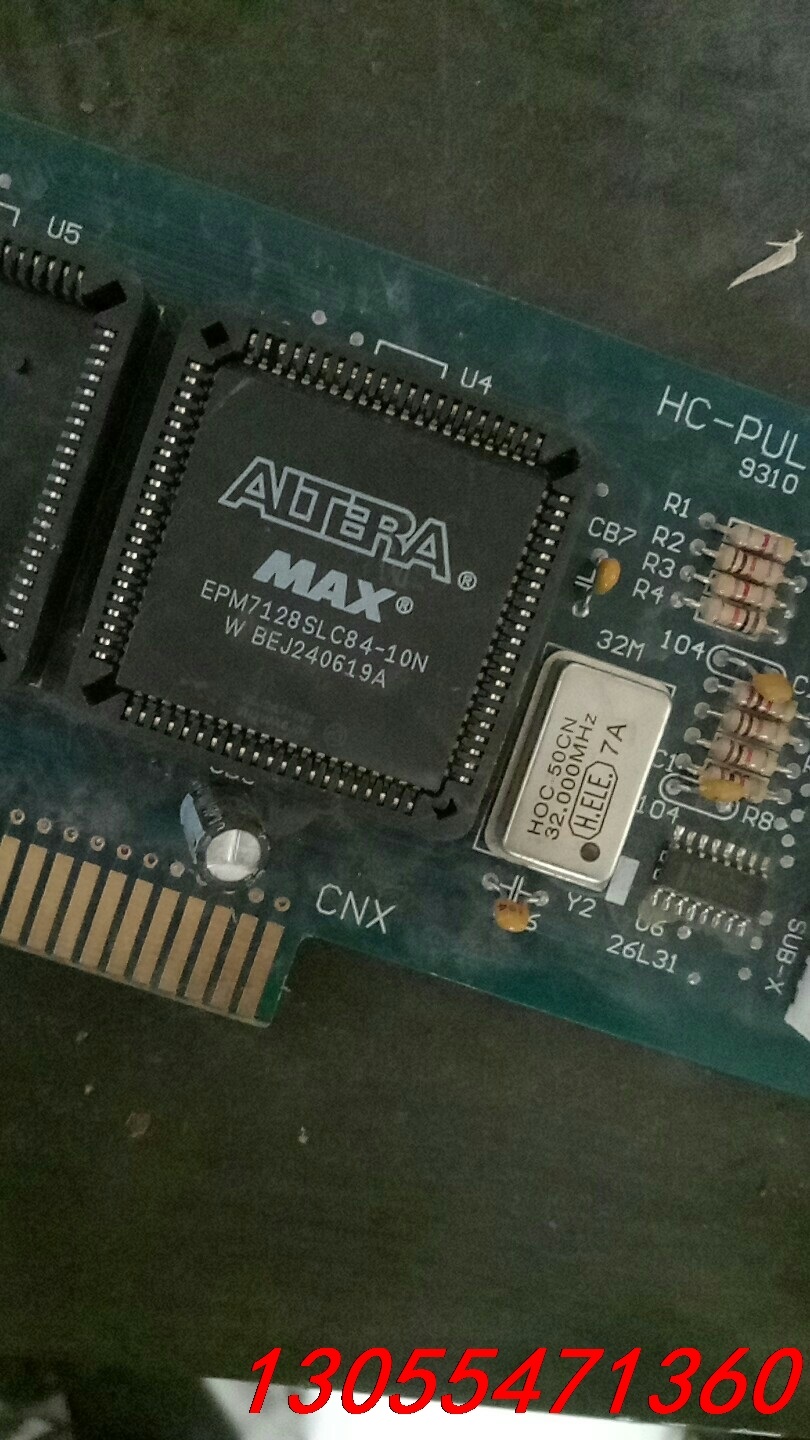 U5
U4
HC-PUL
9310
ALTERA®
MAX®
EPM7128SLC84-10N
W BEJ240619A
R1
R2
R3
R4
CB7
32M
104
HOC-50CN
32.000MHz
H.ELE. 7A
104
R8
CNX
Y2
U6
26L31
SUB-X
13055471360